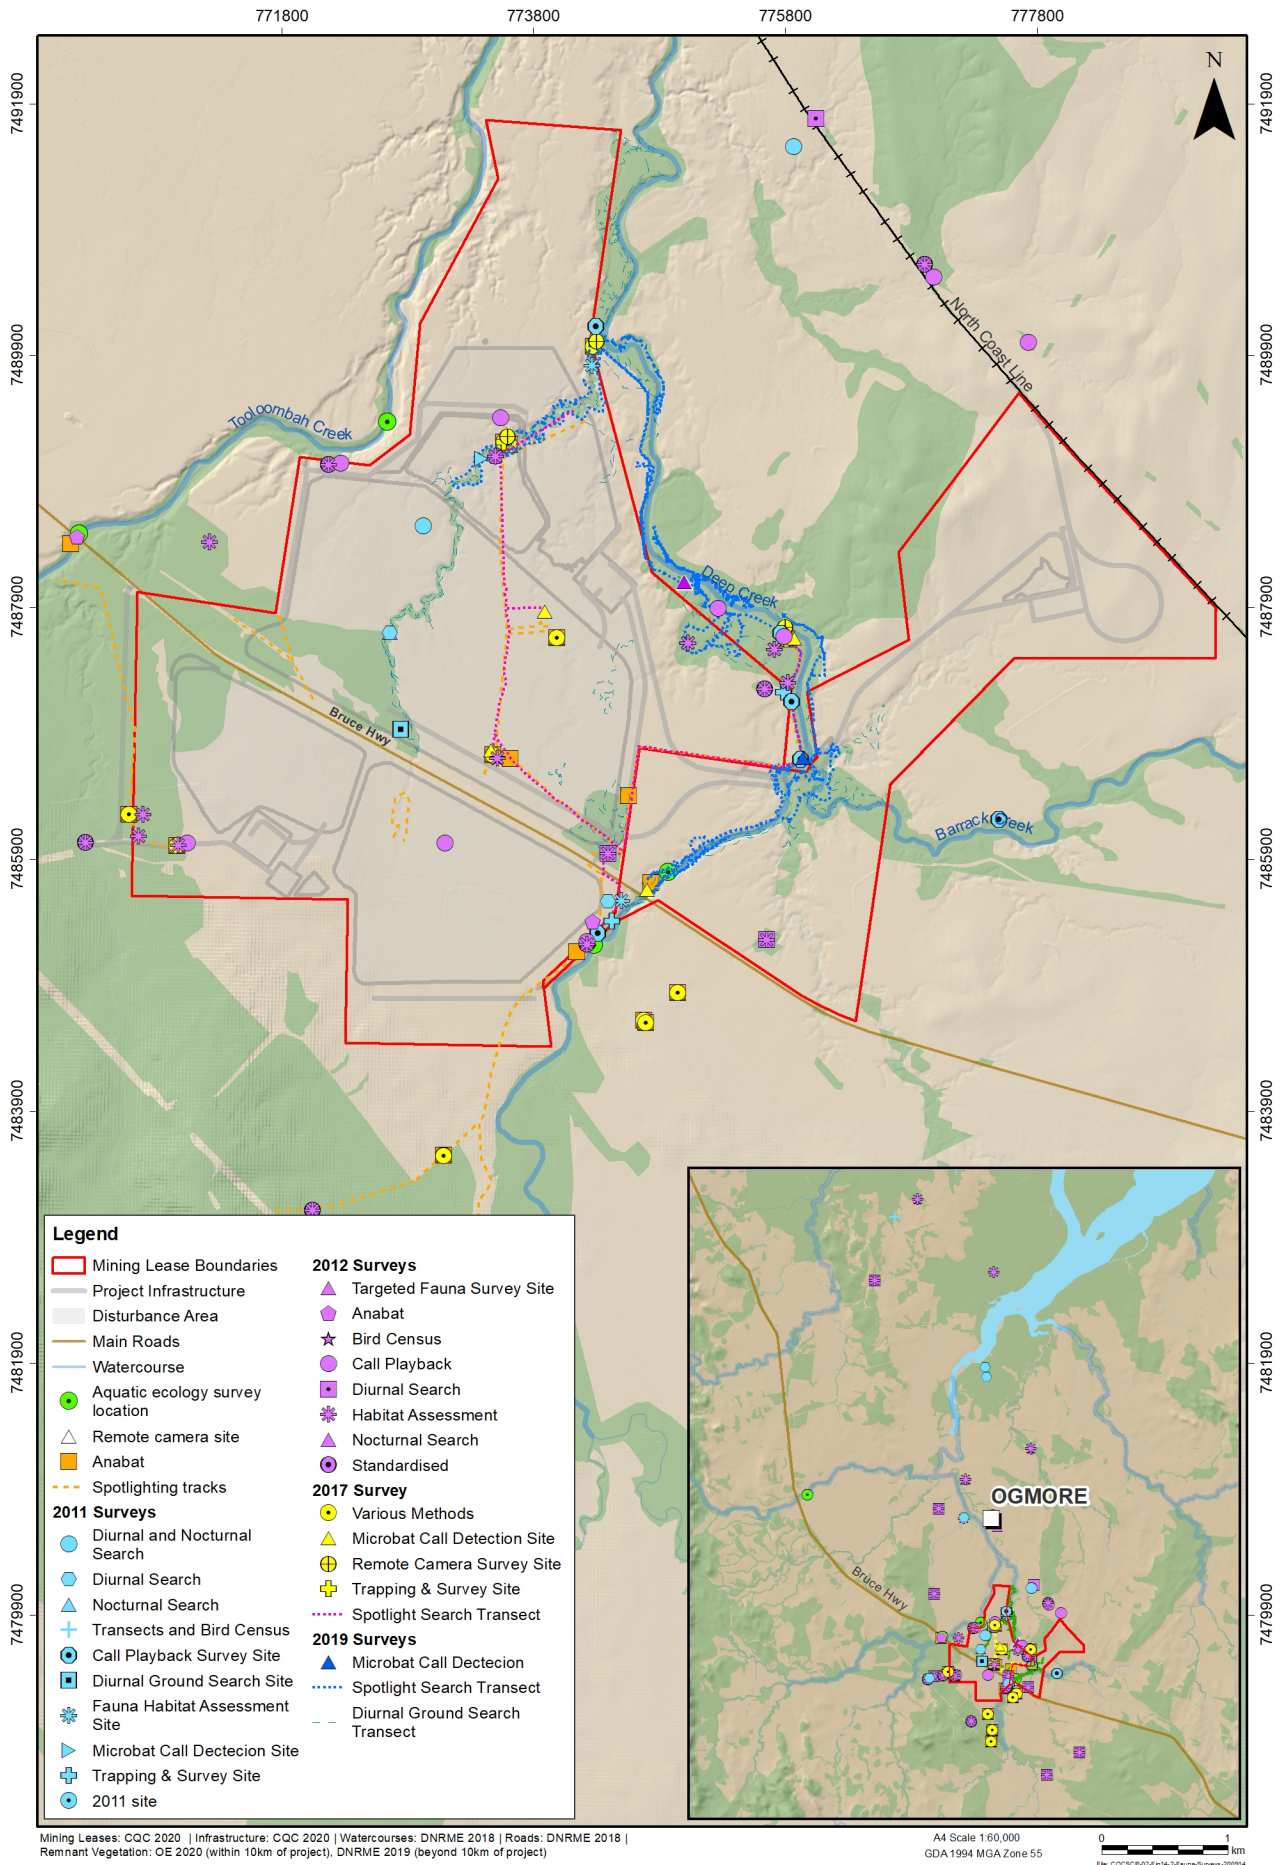 771800 773800 775800 777800
7491900
7489900
7487900
7485900
7483900
7481900
7479900
7491900
7489900
7487900
7485900
7483900
7481900
7479900
N
North Coast Line
Tooloombah Creek
Deep Creek
Bruce Hwy
Barrack Creek
Legend
Mining Lease Boundaries
Project Infrastructure
Disturbance Area
Main Roads
Watercourse
Aquatic ecology survey
location
Remote camera site
Anabat
Spotlighting tracks
2011 Surveys
Diurnal and Nocturnal
Search
Diurnal Search
Nocturnal Search
Transects and Bird Census
Call Playback Survey Site
Diurnal Ground Search Site
Fauna Habitat Assessment
Site
Microbat Call Dectecion Site
Trapping & Survey Site
2011 site
2012 Surveys
Targeted Fauna Survey Site
Anabat
Bird Census
Call Playback
Diurnal Search
Habitat Assessment
Nocturnal Search
Standardised
2017 Survey
Various Methods
Microbat Call Detection Site
Remote Camera Survey Site
Trapping & Survey Site
Spotlight Search Transect
2019 Surveys
Microbat Call Dectecion
Spotlight Search Transect
Diurnal Ground Search
Transect
OGMORE
Bruce Hwy
Mining Leases: CQC 2020 | Infrastructure: CQC 2020 | Watercourses: DNRME 2018 | Roads: DNRME 2018 |
Remnant Vegetation: OE 2020 (within 10km of project), DNRME 2019 (beyond 10km of project)
A4 Scale 1:60,000
GDA 1994 MGA Zone 55
0 1
km